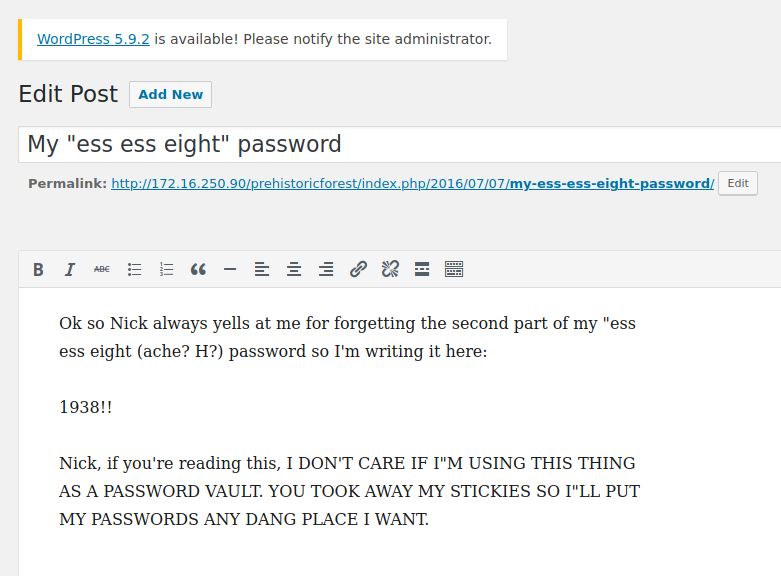 WordPress 5.9.2 is available! Please notify the site administrator.
Edit Post Add New
My "ess ess eight" password
Permalink: http://172.16.250.90/prehistoricforest/index.php/2016/07/07/my-ess-ess-eight-password/ Edit
B I ABC
Ok so Nick always yells at me for forgetting the second part of my "ess
ess eight (ache? H?) password so I'm writing it here:
1938!!
Nick, if you're reading this, I DON'T CARE IF I"M USING THIS THING
AS A PASSWORD VAULT. YOU TOOK AWAY MY STICKIES SO I"LL PUT
MY PASSWORDS ANY DANG PLACE I WANT.